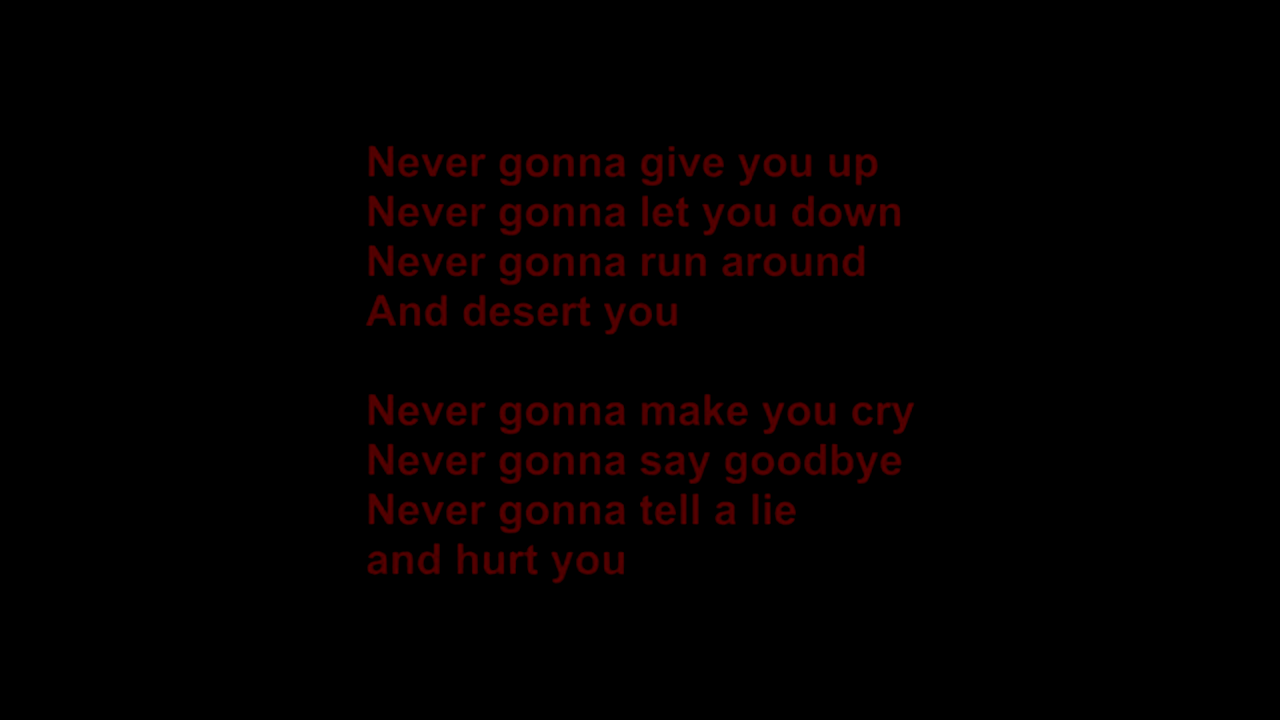 Never gonna give you up
Never gonna let you down
Never gonna run around
And desert you

Never gonna make you cry
Never gonna say goodbye
Never gonna tell a lie
and hurt you